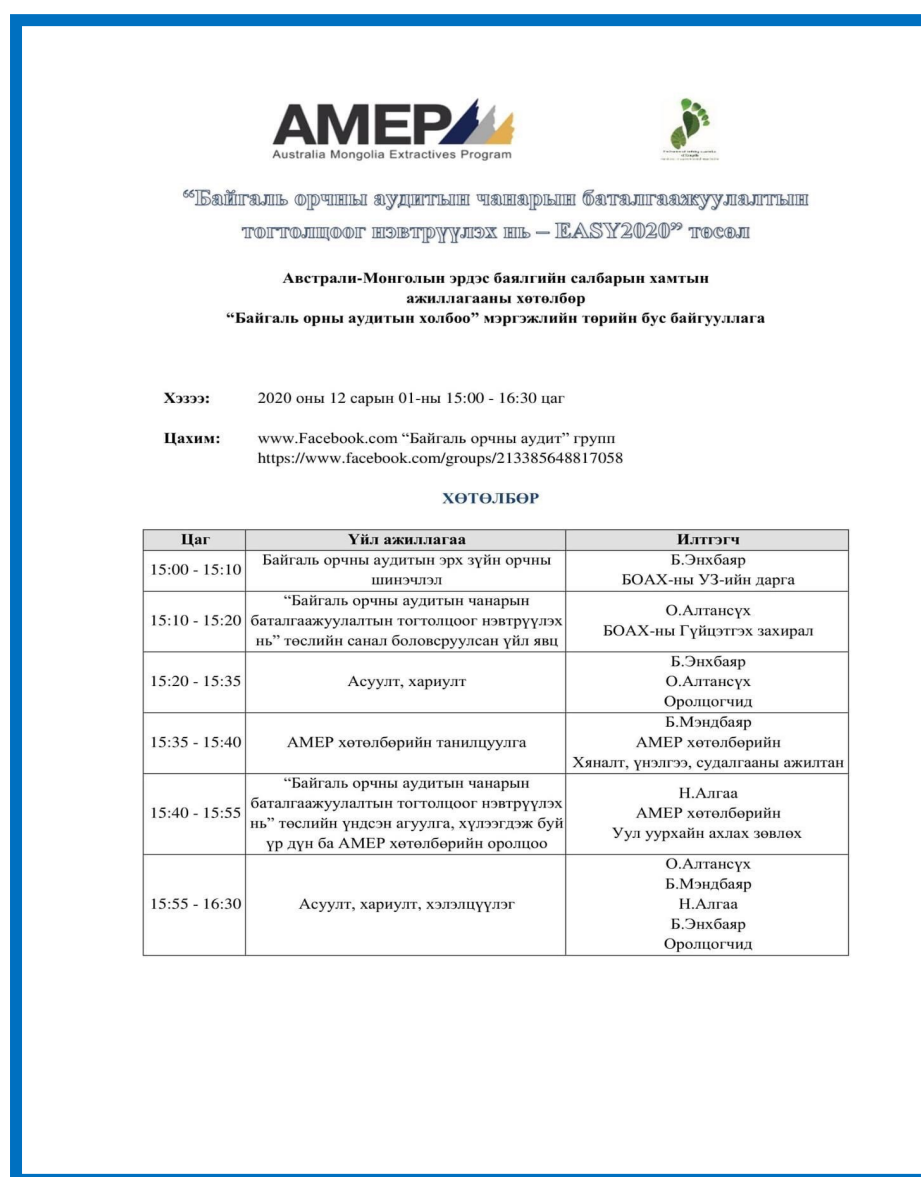 AMEP
Australia Mongolia Extractives Program
“Байгаль орчны аудитын чанарын баталгаажуулалтын
тогтолцоог нэвтрүүлэх нь – EASY2020” төсөл
Австрали-Монголын эрдэс баялгийн салбарын хамтын
ажиллагааны хөтөлбөр
“Байгаль орны аудитын холбоо” мэргэжлийн төрийн бус байгууллага
Хэзээ: 2020 оны 12 сарын 01-ны 15:00 - 16:30 цаг
Цахим: www.Facebook.com “Байгаль орчны аудит” групп
https://www.facebook.com/groups/213385648817058
ХӨТӨЛБӨР
Цаг Үйл ажиллагаа Илтгэгч
15:00 - 15:10
Байгаль орчны аудитын эрх зүйн орчны
шинэчлэл
Б.Энхбаяр
БОАХ-ны УЗ-ийн дарга
15:10 - 15:20
“Байгаль орчны аудитын чанарын
баталгаажуулалтын тогтолцоог нэвтрүүлэх
нь” төслийн санал боловсруулсан үйл явц
О.Алтансүх
БОАХ-ны Гүйцэтгэх захирал
15:20 - 15:35
Асуулт, хариулт
Б.Энхбаяр
О.Алтансүх
Оролцогчид
15:35 - 15:40
АМЕР хөтөлбөрийн танилцуулга
Б.Мэндбаяр
АМЕР хөтөлбөрийн
Хяналт, үнэлгээ, судалгааны ажилтан
15:40 - 15:55
“Байгаль орчны аудитын чанарын
баталгаажуулалтын тогтолцоог нэвтрүүлэх
нь” төслийн үндсэн агуулга, хүлээгдэж буй
үр дүн ба АМЕР хөтөлбөрийн оролцоо
Н.Алгаа
АМЕР хөтөлбөрийн
Уул уурхайн ахлах зөвлөх
15:55 - 16:30
Асуулт, хариулт, хэлэлцүүлэг
О.Алтансүх
Б.Мэндбаяр
Н.Алгаа
Б.Энхбаяр
Оролцогчид